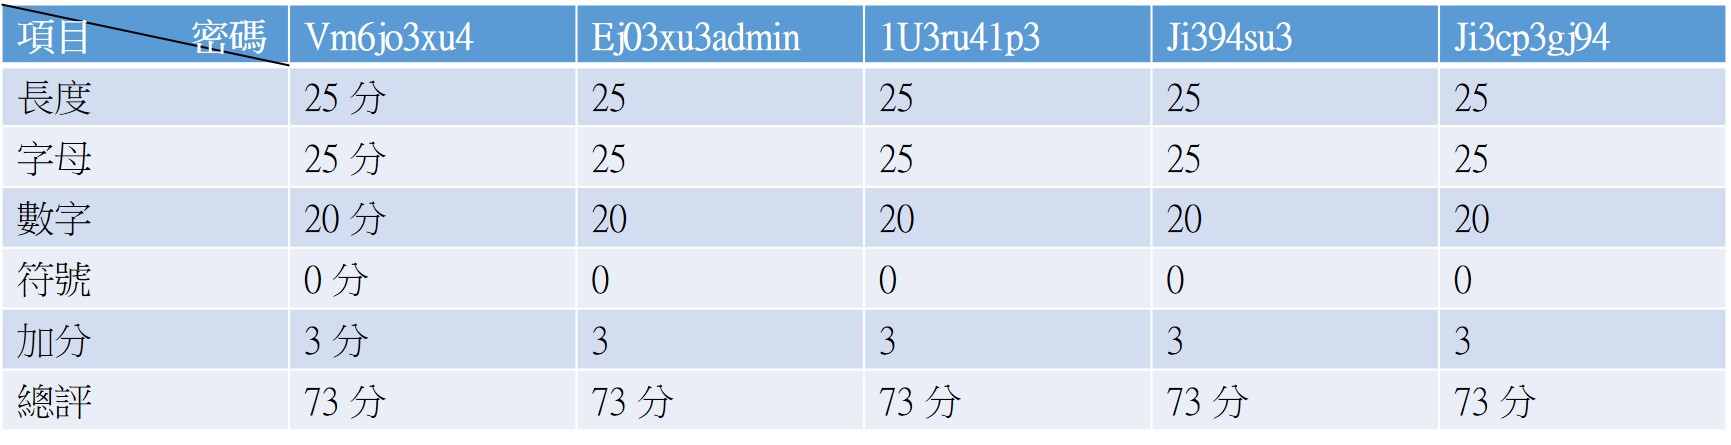 項目 密碼 Vm6jo3xu4 Ej03xu3admin 1U3ru41p3 Ji394su3 Ji3cp3gj94
長度 25 分 25 25 25 25
字母 25 分 25 25 25 25
數字 20 分 20 20 20 20
符號 0 分 0 0 0 0
加分 3 分 3 3 3 3
總評 73 分 73 分 73 分 73 分 73 分